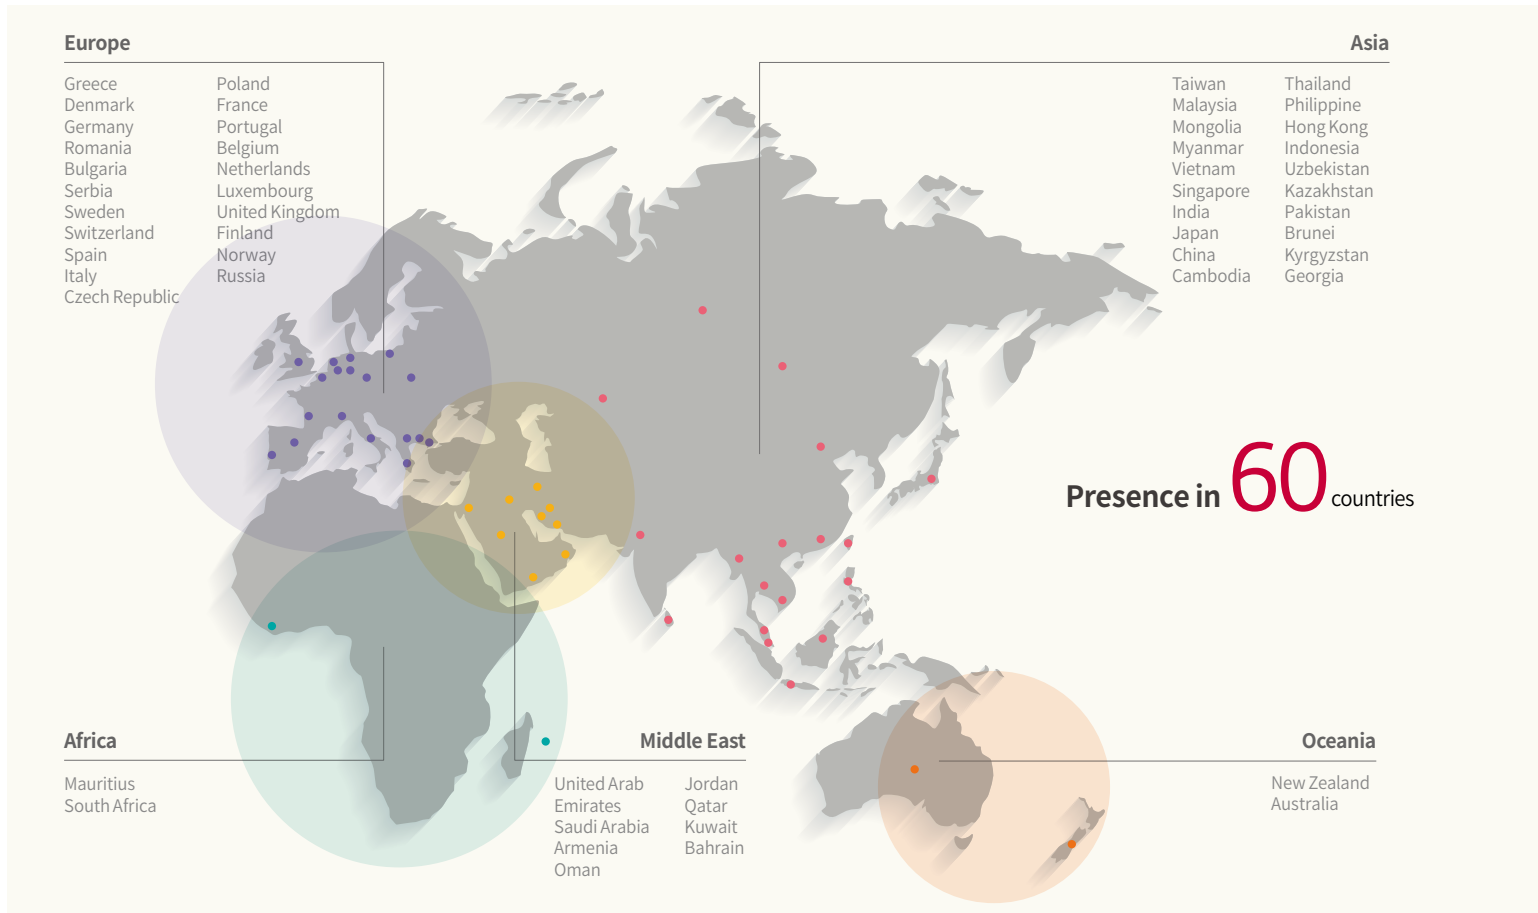 Europe
Greece
Denmark
Germany
Romania
Bulgaria
Serbia
Sweden
Switzerland
Spain
Italy
Czech Republic
Poland
France
Portugal
Belgium
Netherlands
Luxembourg
United Kingdom
Finland
Norway
Russia
Asia
Taiwan
Malaysia
Mongolia
Myanmar
Vietnam
Singapore
India
Japan
China
Cambodia
Thailand
Philippine
Hong Kong
Indonesia
Uzbekistan
Kazakhstan
Pakistan
Brunei
Kyrgyzstan
Georgia
Presence in 60 countries
Africa
Mauritius
South Africa
Middle East
United Arab
Emirates
Saudi Arabia
Armenia
Oman
Jordan
Qatar
Kuwait
Bahrain
Oceania
New Zealand
Australia